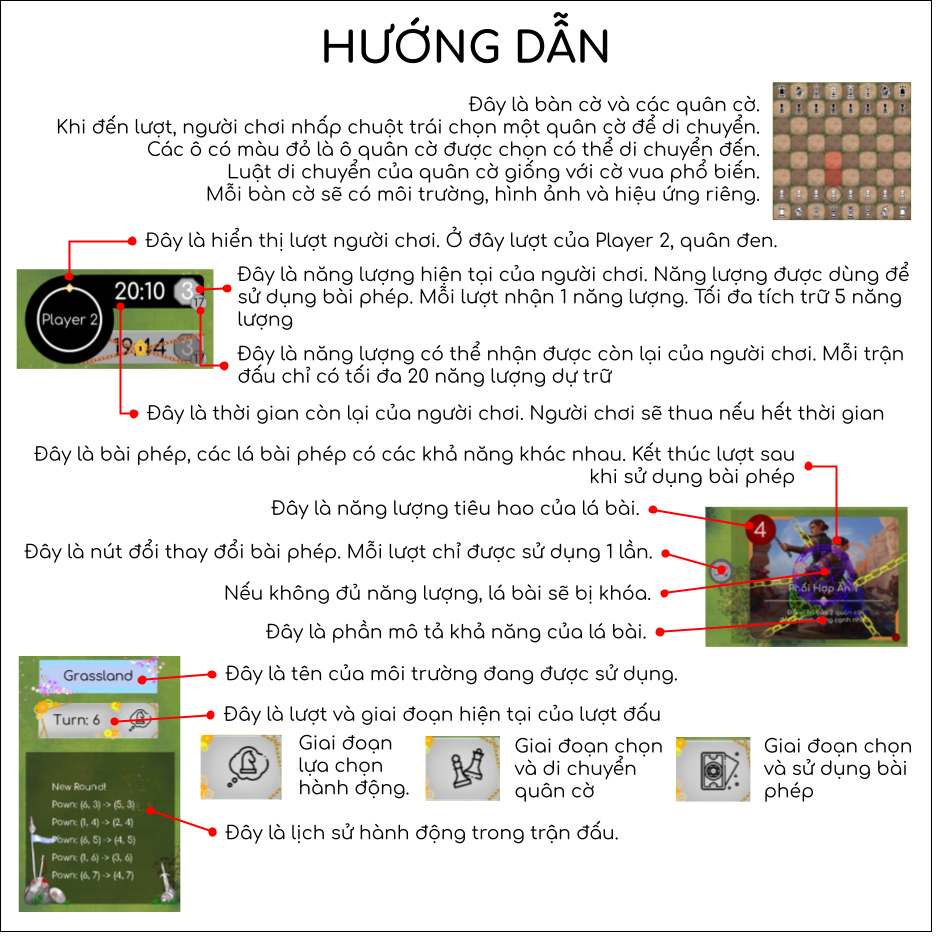 HƯỚNG DẪN
Đây là bàn cờ và các quân cờ.
Khi đến lượt, người chơi nhấp chuột trái chọn một quân cờ để di chuyển.
Các ô có màu đỏ là ô quân cờ được chọn có thể di chuyển đến.
Luật di chuyển của quân cờ giống với cờ vua phổ biến.
Mỗi bàn cờ sẽ có môi trường, hình ảnh và hiệu ứng riêng.
Đây là hiển thị lượt người chơi. Ở đây lượt của Player 2, quân đen.
Player 2
20:10
3
17
19:14
3
17
Đây là năng lượng hiện tại của người chơi. Năng lượng được dùng để
sử dụng bài phép. Mỗi lượt nhận 1 năng lượng. Tối đa tích trữ 5 năng
lượng
Đây là năng lượng có thể nhận được còn lại của người chơi. Mỗi trận
đấu chỉ có tối đa 20 năng lượng dự trữ
Đây là thời gian còn lại của người chơi. Người chơi sẽ thua nếu hết thời gian
Đây là bài phép, các lá bài phép có các khả năng khác nhau. Kết thúc lượt sau
khi sử dụng bài phép
Đây là năng lượng tiêu hao của lá bài.
4
Đây là nút đổi thay đổi bài phép. Mỗi lượt chỉ được sử dụng 1 lần.
Nếu không đủ năng lượng, lá bài sẽ bị khóa.
Phối Hợp Ăn
Đây là phần mô tả khả năng của lá bài.
Grassland
Đây là tên của môi trường đang được sử dụng.
Turn: 6
Đây là lượt và giai đoạn hiện tại của lượt đấu
Giai đoạn
lựa chọn
hành động.
Giai đoạn chọn
và di chuyển
quân cờ
Giai đoạn chọn
và sử dụng bài
phép
New Round!
Pawn: (6, 3) -> (5, 3)
Pawn: (1, 4) -> (2, 4)
Pawn: (6, 5) -> (4, 5)
Pawn: (1, 6) -> (3, 6)
Pawn: (6, 7) -> (4, 7)
Đây là lịch sử hành động trong trận đấu.